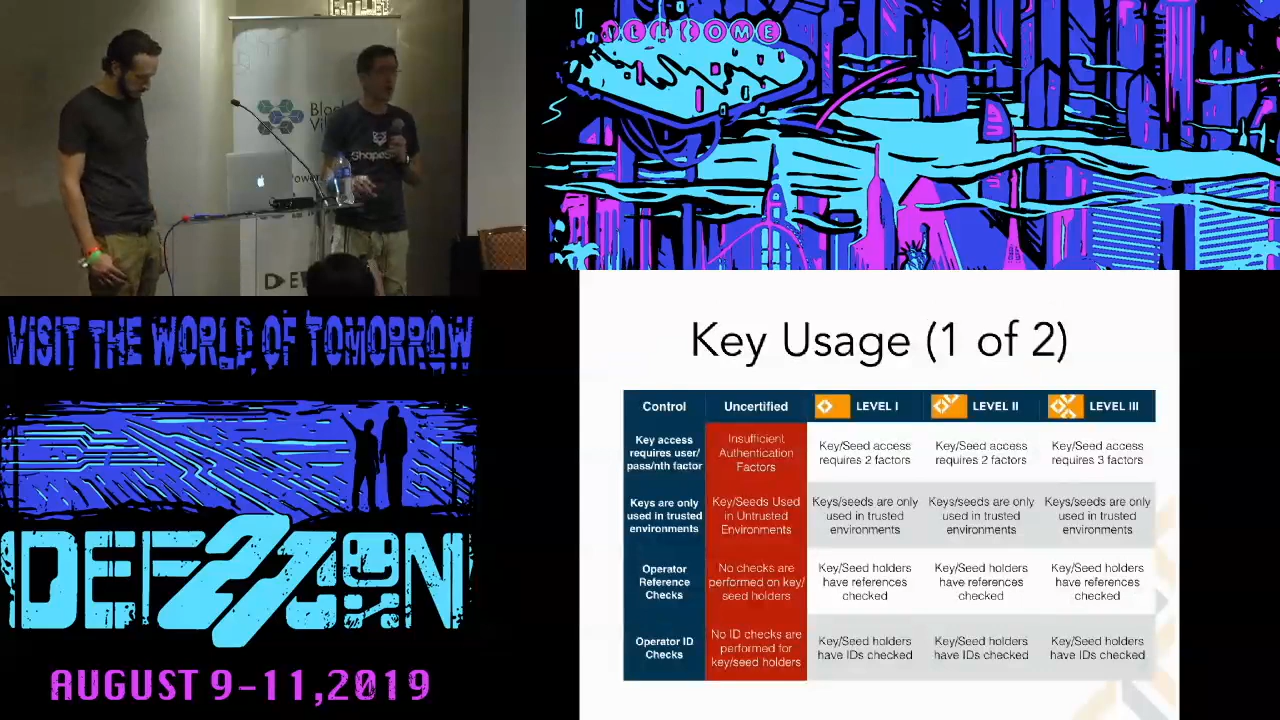 WELCOME
Shapes
VISIT THE WORLD OF TOMORROW
DEF CON
27
AUGUST 9-11,2019
Key Usage (1 of 2)
Control
Uncertified
LEVEL I
LEVEL II
LEVEL III
Key access
requires user/
pass/nth factor
Insufficient
Authentication
Factors
Key/Seed access
requires 2 factors
Key/Seed access
requires 2 factors
Key/Seed access
requires 3 factors
Keys are only
used in trusted
environments
Key/Seeds Used
in Untrusted
Environments
Keys/seeds are only
used in trusted
environments
Keys/seeds are only
used in trusted
environments
Keys/seeds are only
used in trusted
environments
Operator
Reference
Checks
No checks are
performed on key/
seed holders
Key/Seed holders
have references
checked
Key/Seed holders
have references
checked
Key/Seed holders
have references
checked
Operator ID
Checks
No ID checks are
performed for
key/seed holders
Key/Seed holders
have IDs checked
Key/Seed holders
have IDs checked
Key/Seed holders
have IDs checked